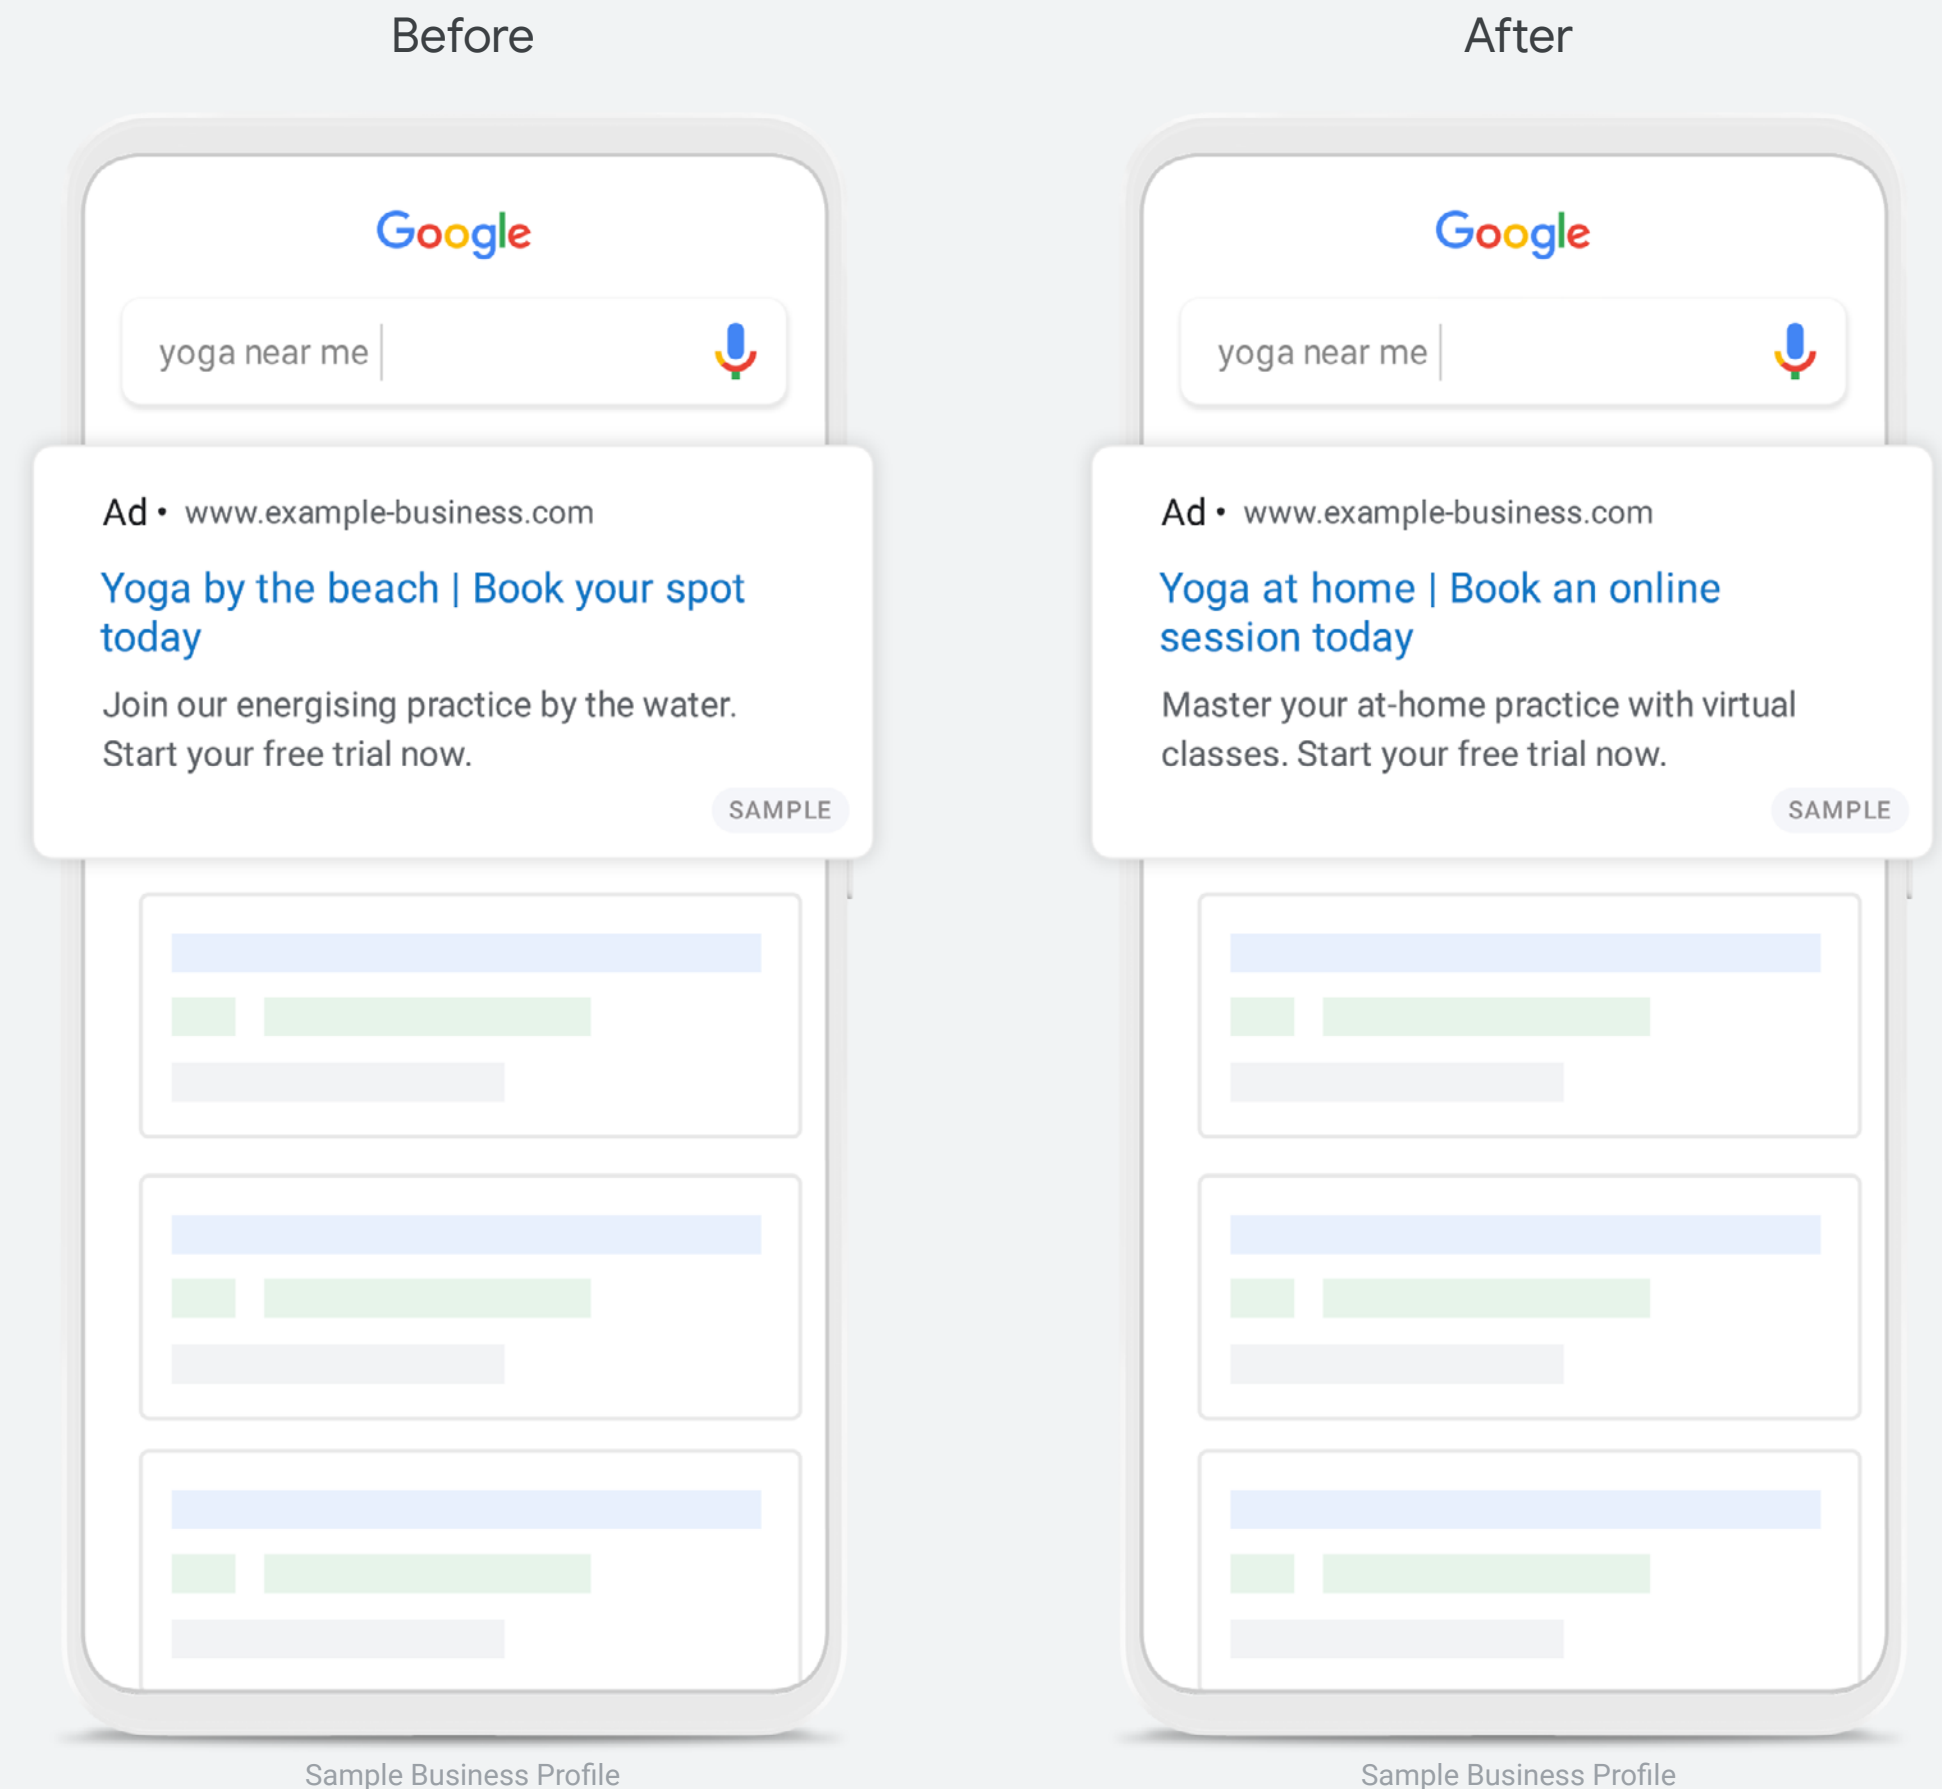 Before
Google
yoga near me
Ad • www.example-business.com
Yoga by the beach | Book your spot
today
Join our energising practice by the water.
Start your free trial now.
SAMPLE
Sample Business Profile
After
Google
yoga near me
Ad • www.example-business.com
Yoga at home | Book an online
session today
Master your at-home practice with virtual
classes. Start your free trial now.
SAMPLE
Sample Business Profile